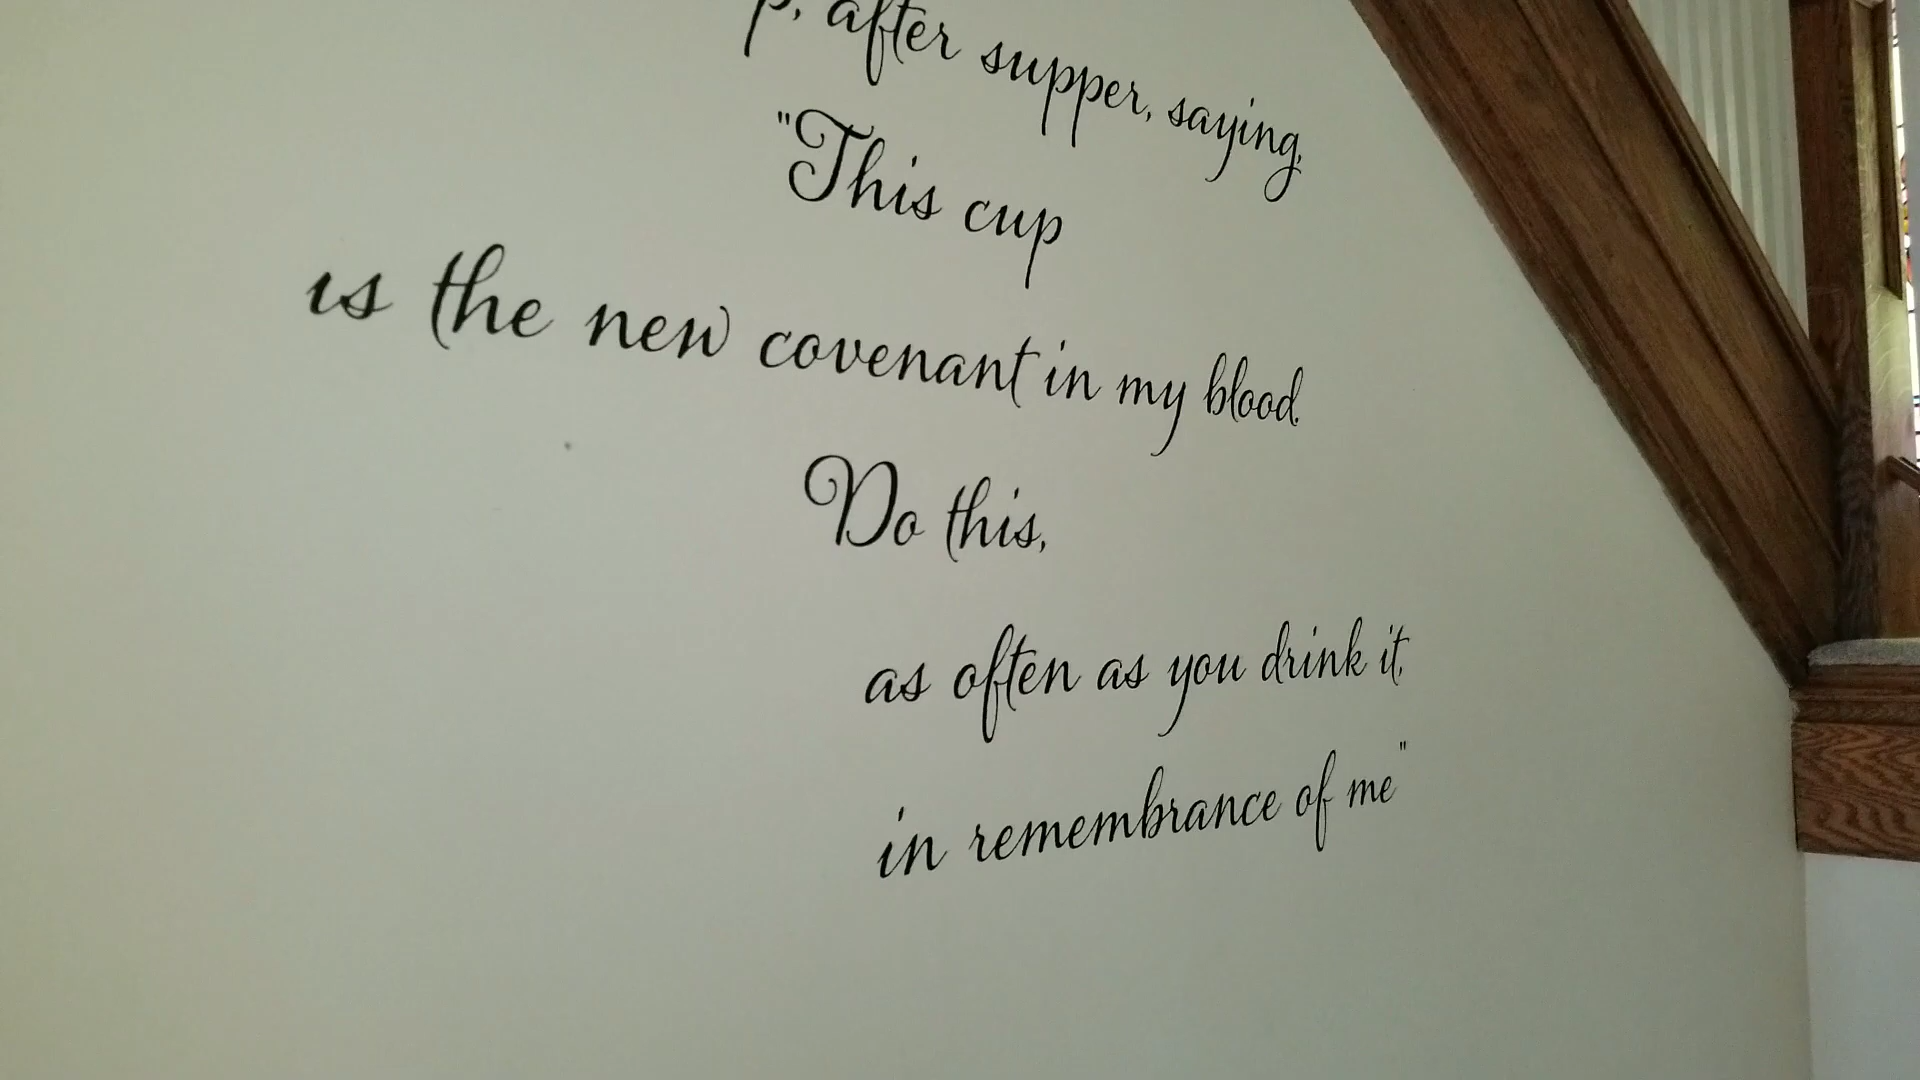 p, after supper, saying,
"This cup
is the new covenant in my blood.
Do this,
as often as you drink it,
in remembrance of me"